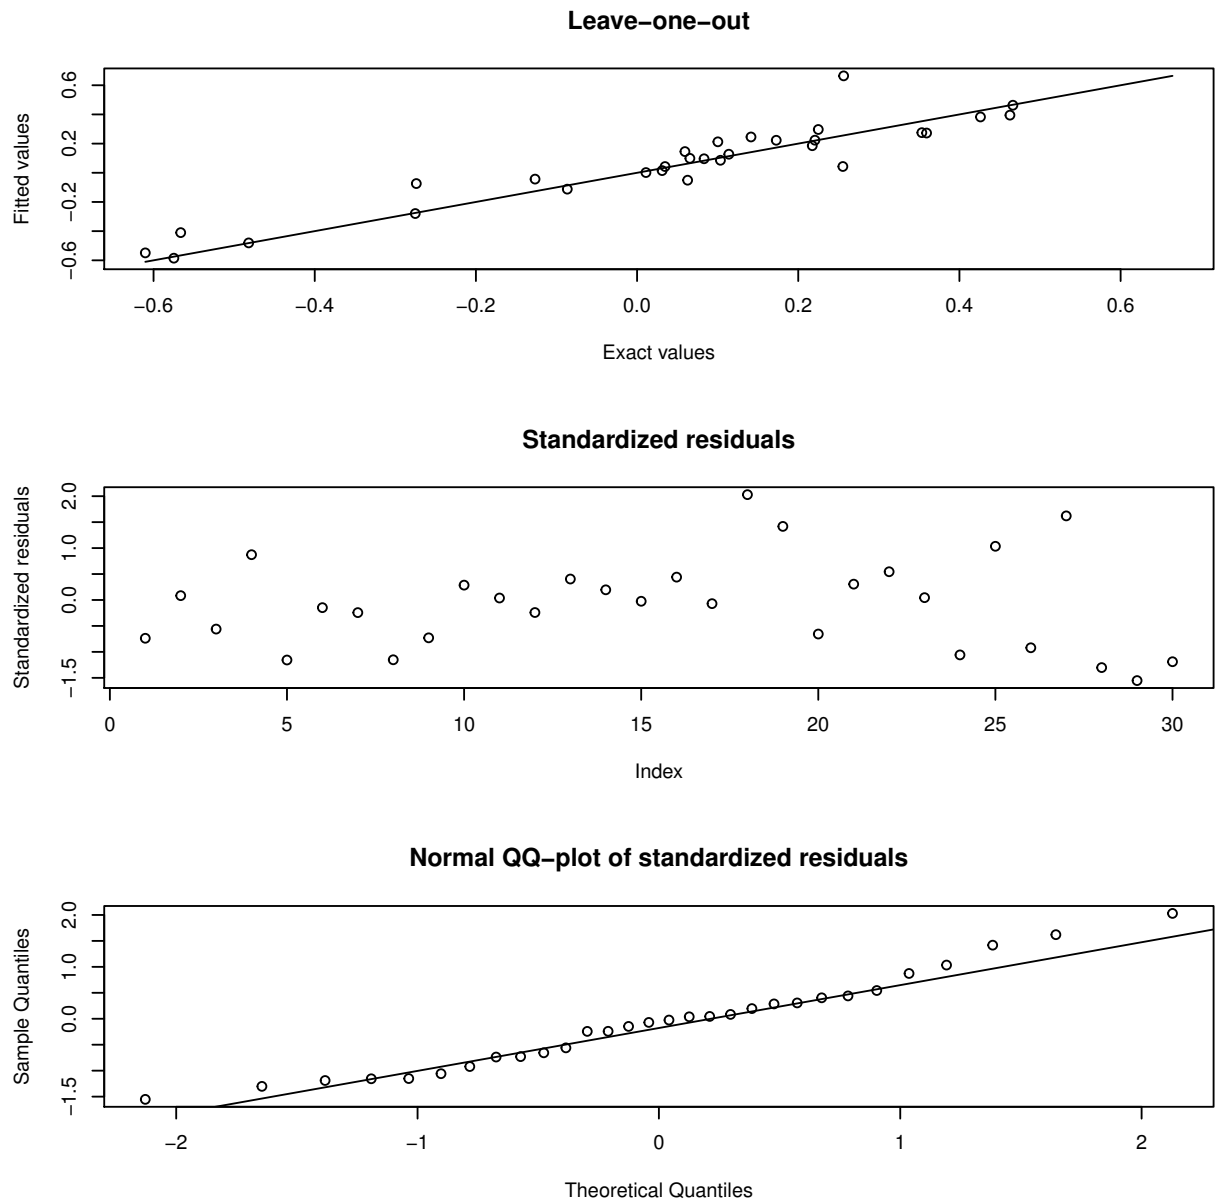 Leave−one−out
Fitted values
0.6
0.2
−0.2
−0.6
−0.6 −0.4 −0.2 0.0 0.2 0.4 0.6
Exact values
Standardized residuals
Standardized residuals
2.0
1.0
0.0
−1.5
0 5 10 15 20 25 30
Index
Normal QQ−plot of standardized residuals
Sample Quantiles
2.0
1.0
0.0
−1.5
−2 −1 0 1 2
Theoretical Quantiles